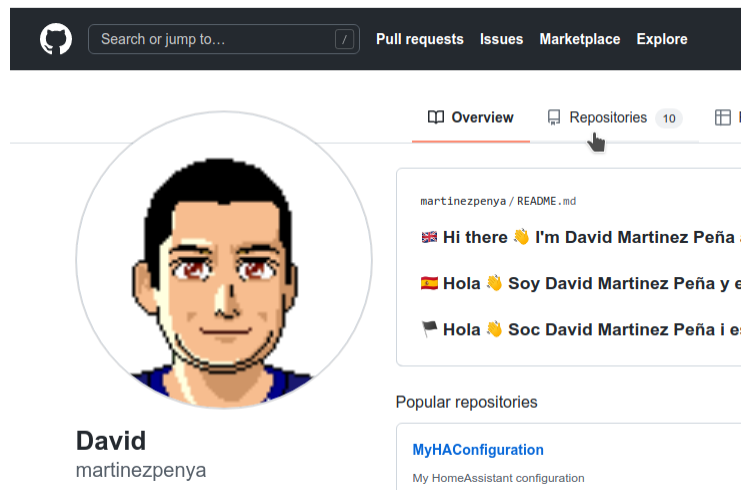 Search or jump to… / Pull requests Issues Marketplace Explore
Overview Repositories 10
martinezpenya/README.md
🇬🇧 Hi there 👋 I'm David Martinez Peña
🇪🇸 Hola 👋 Soy David Martinez Peña y e
🏴 Hola 👋 Soc David Martinez Peña i es
David
martinezpenya
Popular repositories
MyHAConfiguration
My HomeAssistant configuration